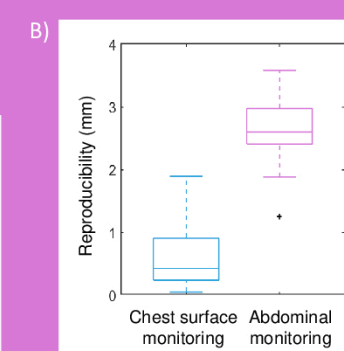 B)
4
3
2
1
0
Reproducibility (mm)
Chest surface monitoring
Abdominal monitoring